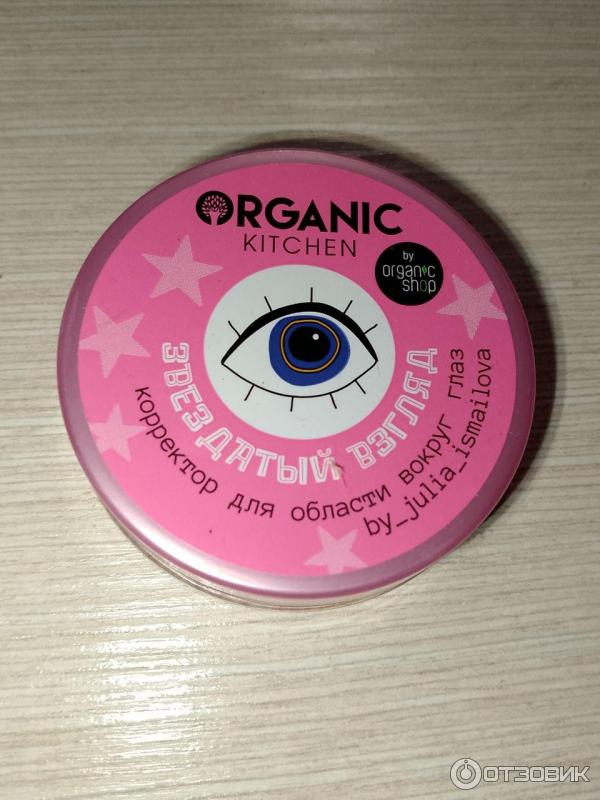 ORGANIC
KITCHEN
by
organic
shop
ЗВЕЗДАТЫЙ ВЗГЛЯД
корректор для области вокруг глаз
by_julia_ismailova
ОТЗОВИК